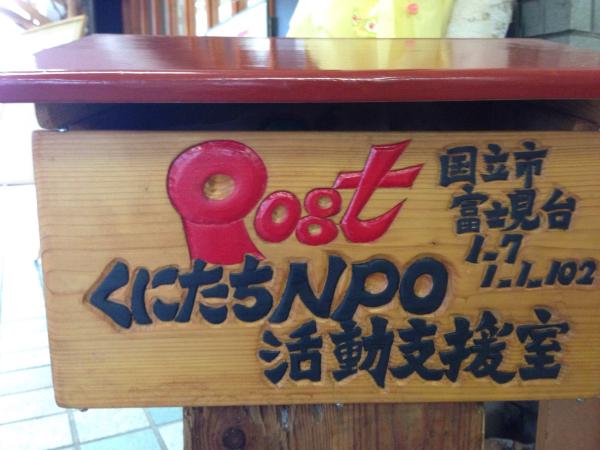 Post
国立市
富士見台
1-7
1-1-102
くにたちNPO
活動支援室